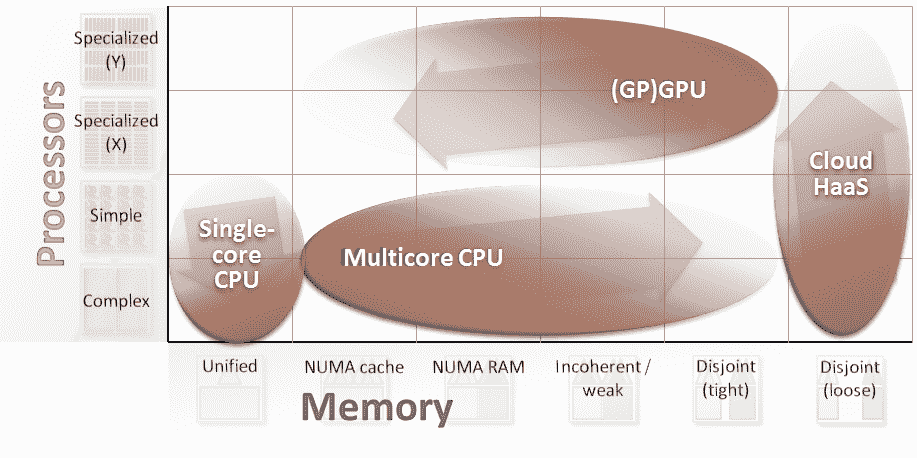 Specialized
(Y)
Specialized
(X)
Simple
Complex
Processors
(GP)GPU
Cloud
HaaS
Single-
core
CPU
Multicore CPU
Unified
NUMA cache
NUMA RAM
Incoherent /
weak
Disjoint
(tight)
Disjoint
(loose)
Memory